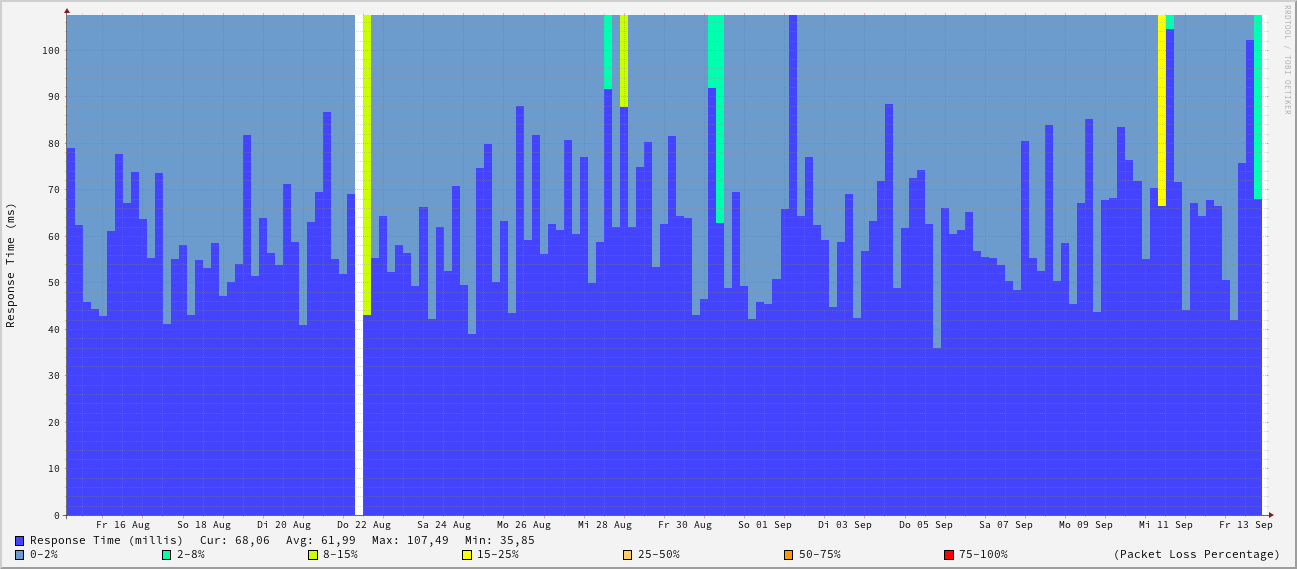 RRDTOOL / TOBI OETIKER
Response Time (ms)
100
90
80
70
60
50
40
30
20
10
0
Fr 16 Aug So 18 Aug Di 20 Aug Do 22 Aug Sa 24 Aug Mo 26 Aug Mi 28 Aug Fr 30 Aug So 01 Sep Di 03 Sep Do 05 Sep Sa 07 Sep Mo 09 Sep Mi 11 Sep Fr 13 Sep
Response Time (millis) Cur: 68,06 Avg: 61,99 Max: 107,49 Min: 35,85
0-2% 2-8% 8-15% 15-25% 25-50% 50-75% 75-100% (Packet Loss Percentage)